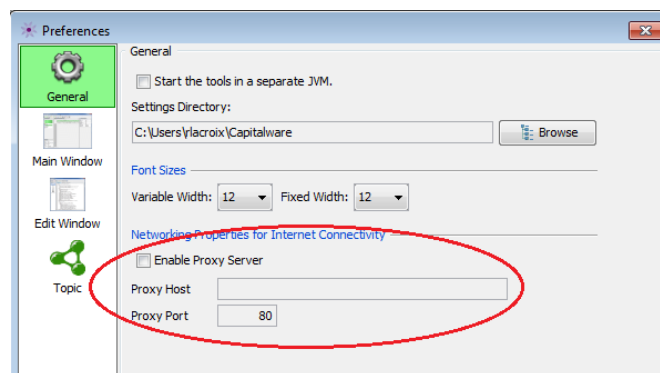 Preferences
General
Main Window
Edit Window
Topic
General
Start the tools in a separate JVM.
Settings Directory:
C:\Users\rlacroix\Capitalware Browse
Font Sizes
Variable Width: 12 Fixed Width: 12
Networking Properties for Internet Connectivity
Enable Proxy Server
Proxy Host
Proxy Port 80